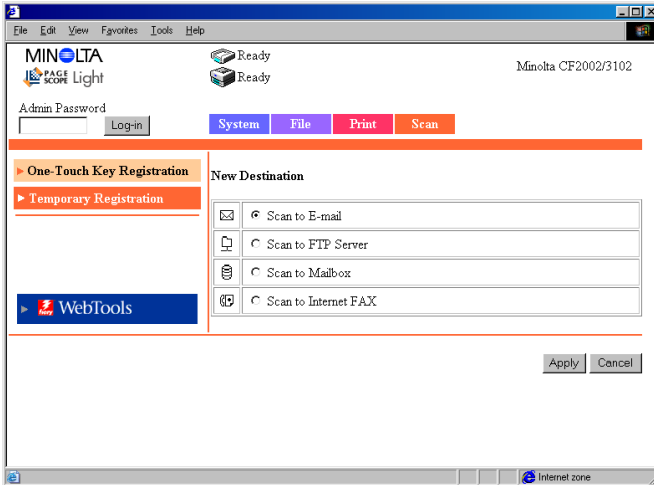 File Edit View Favorites Tools Help
MINOLTA
PAGE SCOPE Light
Ready
Ready
Minolta CF2002/3102
Admin Password
Log-in
System File Print Scan
One-Touch Key Registration
Temporary Registration
New Destination
Scan to E-mail
Scan to FTP Server
Scan to Mailbox
Scan to Internet FAX
fiery WebTools
Apply Cancel
Internet zone